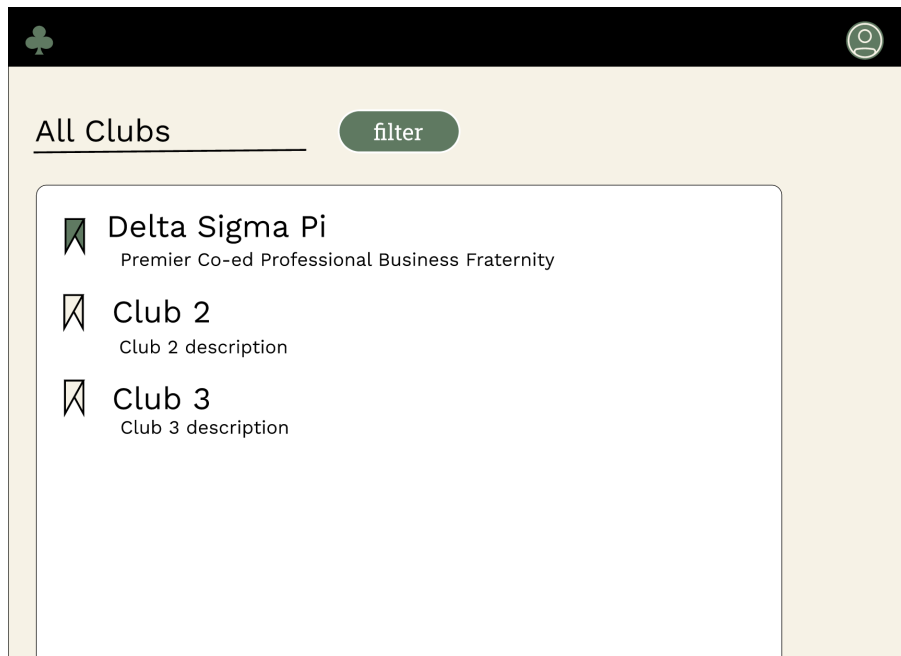 All Clubs
filter
Delta Sigma Pi
Premier Co-ed Professional Business Fraternity
Club 2
Club 2 description
Club 3
Club 3 description